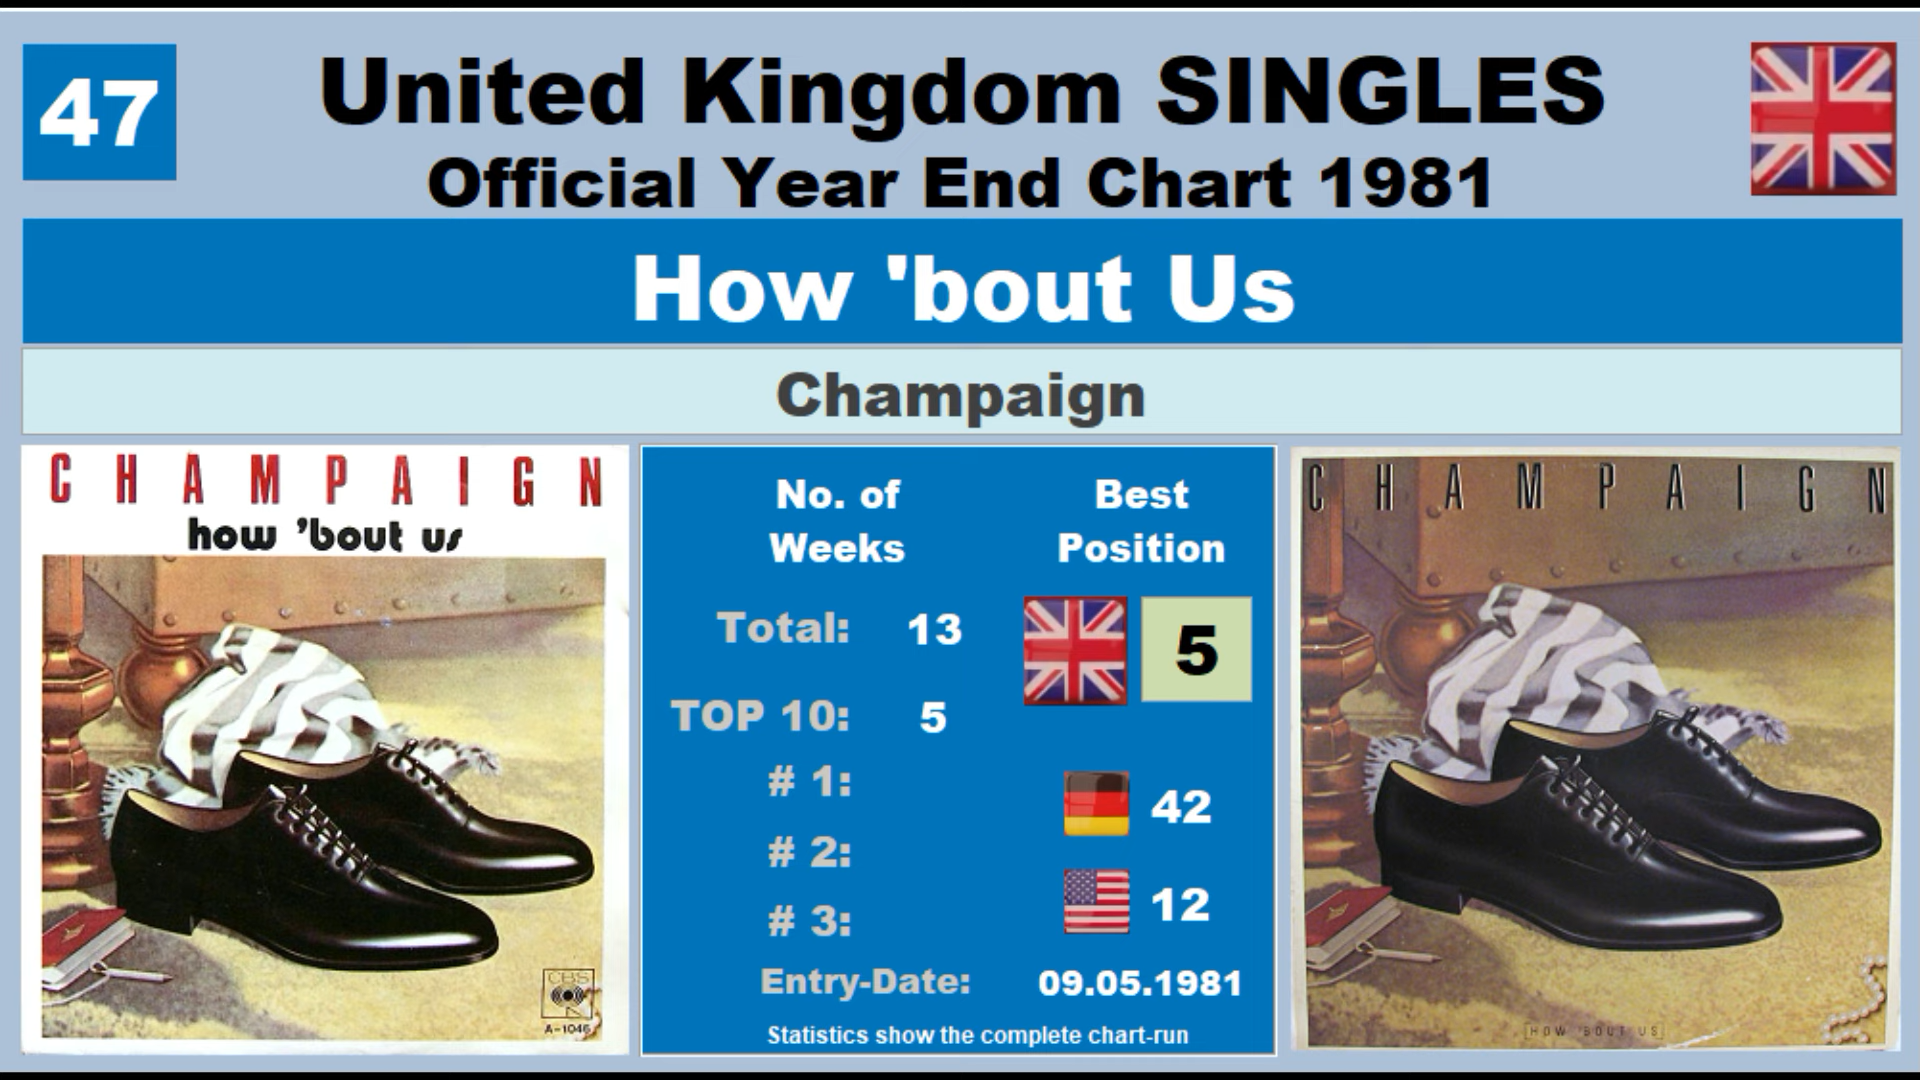 47
United Kingdom SINGLES
Official Year End Chart 1981
How 'bout Us
Champaign
CHAMPAIGN
how 'bout us
CBS
A-1046
No. of Weeks
Best Position
Total: 13
5
TOP 10: 5
# 1:
42
# 2:
12
# 3:
Entry-Date: 09.05.1981
Statistics show the complete chart-run
CHAMPAIGN
[HOW 'BOUT US]